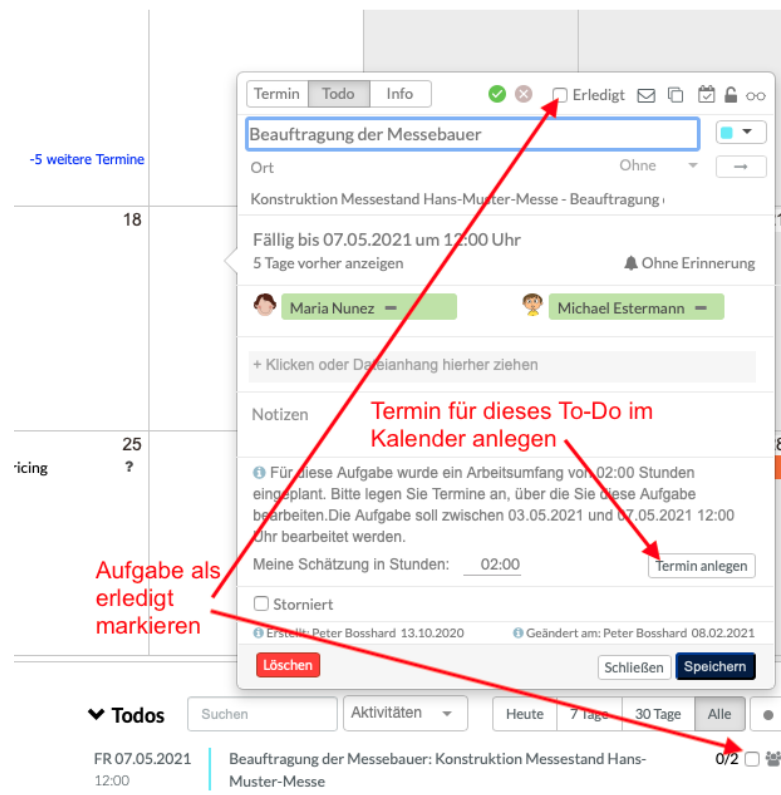 Termin Todo Info Erledigt
Beauftragung der Messebauer
-5 weitere Termine
Ort Ohne →
Konstruktion Messestand Hans-Muster-Messe - Beauftragung
18
Fällig bis 07.05.2021 um 12:00 Uhr
5 Tage vorher anzeigen Ohne Erinnerung
Maria Nunez – Michael Estermann –
+ Klicken oder Dateianhang hierher ziehen
Notizen
Termin für dieses To-Do im
Kalender anlegen
25
ricing ?
Für diese Aufgabe wurde ein Arbeitsumfang von 02:00 Stunden
eingeplant. Bitte legen Sie Termine an, über die Sie diese Aufgabe
bearbeiten.Die Aufgabe soll zwischen 03.05.2021 und 07.05.2021 12:00
Uhr bearbeitet werden.
Meine Schätzung in Stunden: 02:00 Termin anlegen
Aufgabe als
erledigt
markieren
Storniert
Erstellt: Peter Bosshard 13.10.2020 Geändert am: Peter Bosshard 08.02.2021
Löschen Schließen Speichern
Todos Suchen Aktivitäten Heute 7 Tage 30 Tage Alle
FR 07.05.2021 Beauftragung der Messebauer: Konstruktion Messestand Hans- 0/2
12:00 Muster-Messe